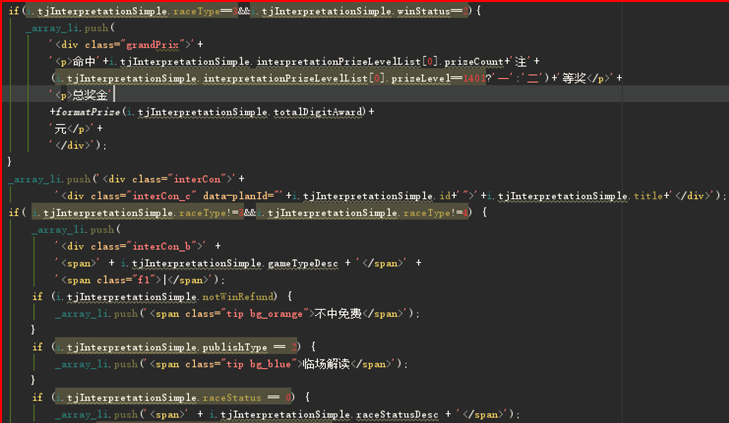 if(i.tjInterpretationSimple.raceType==3&&i.tjInterpretationSimple.winStatus==2){
_array_li.push(
'<div class="grandPrix">'+
'<p>命中'+i.tjInterpretationSimple.interpretationPrizeLevelList[0].prizeCount+'注'+
(i.tjInterpretationSimple.interpretationPrizeLevelList[0].prizeLevel==1401?'一':'二')+'等奖</p>'+
'<p>总奖金'
+formatPrize(i.tjInterpretationSimple.totalDigitAward)+
'元</p>'+
'</div>');
}
_array_li.push('<div class="interCon">'+
'<div class="interCon_c" data-planId="'+i.tjInterpretationSimple.id+'">'+i.tjInterpretationSimple.title+'</div>');
if( i.tjInterpretationSimple.raceType!=3&&i.tjInterpretationSimple.raceType!=4) {
_array_li.push(
'<div class="interCon_b">' +
'<span>' + i.tjInterpretationSimple.gameTypeDesc + '</span>' +
'<span class="f1">|</span>');
if (i.tjInterpretationSimple.notWinRefund) {
_array_li.push('<span class="tip bg_orange">不中免费</span>');
}
if (i.tjInterpretationSimple.publishType == 2) {
_array_li.push('<span class="tip bg_blue">临场解读</span>');
}
if (i.tjInterpretationSimple.raceStatus == 0) {
_array_li.push('<span>' + i.tjInterpretationSimple.raceStatusDesc + '</span>');